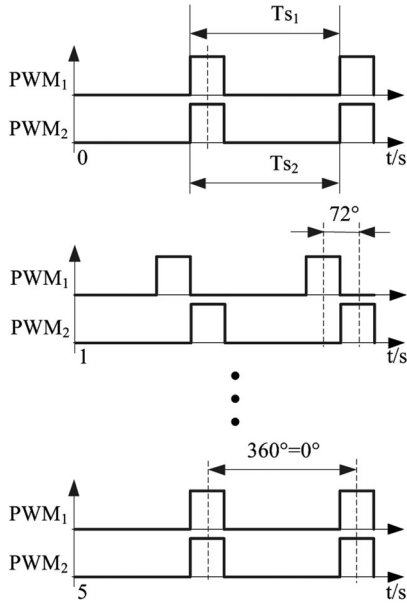 Ts₁
PWM₁
PWM₂
0
t/s
Ts₂
72°
PWM₁
PWM₂
1
t/s
360°=0°
PWM₁
PWM₂
5
t/s